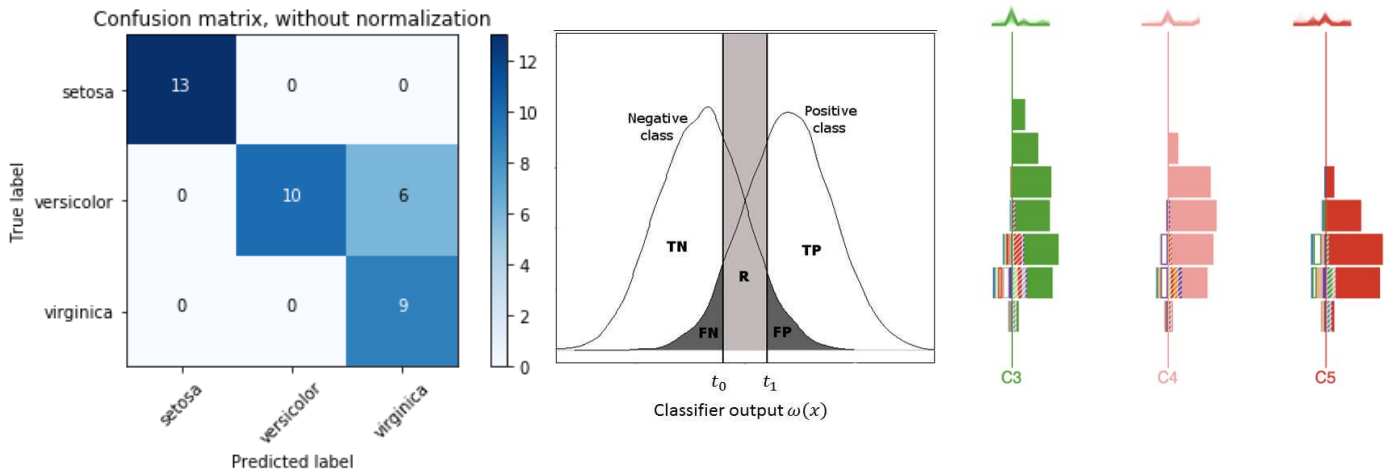 Confusion matrix, without normalization
True label
setosa
versicolor
virginica
13 0 0
0 10 6
0 0 9
setosa
versicolor
virginica
Predicted label
12
10
8
6
4
2
0
Negative
class
Positive
class
TN
TP
R
FN
FP
t₀ t₁
Classifier output ω(x)
C3
C4
C5